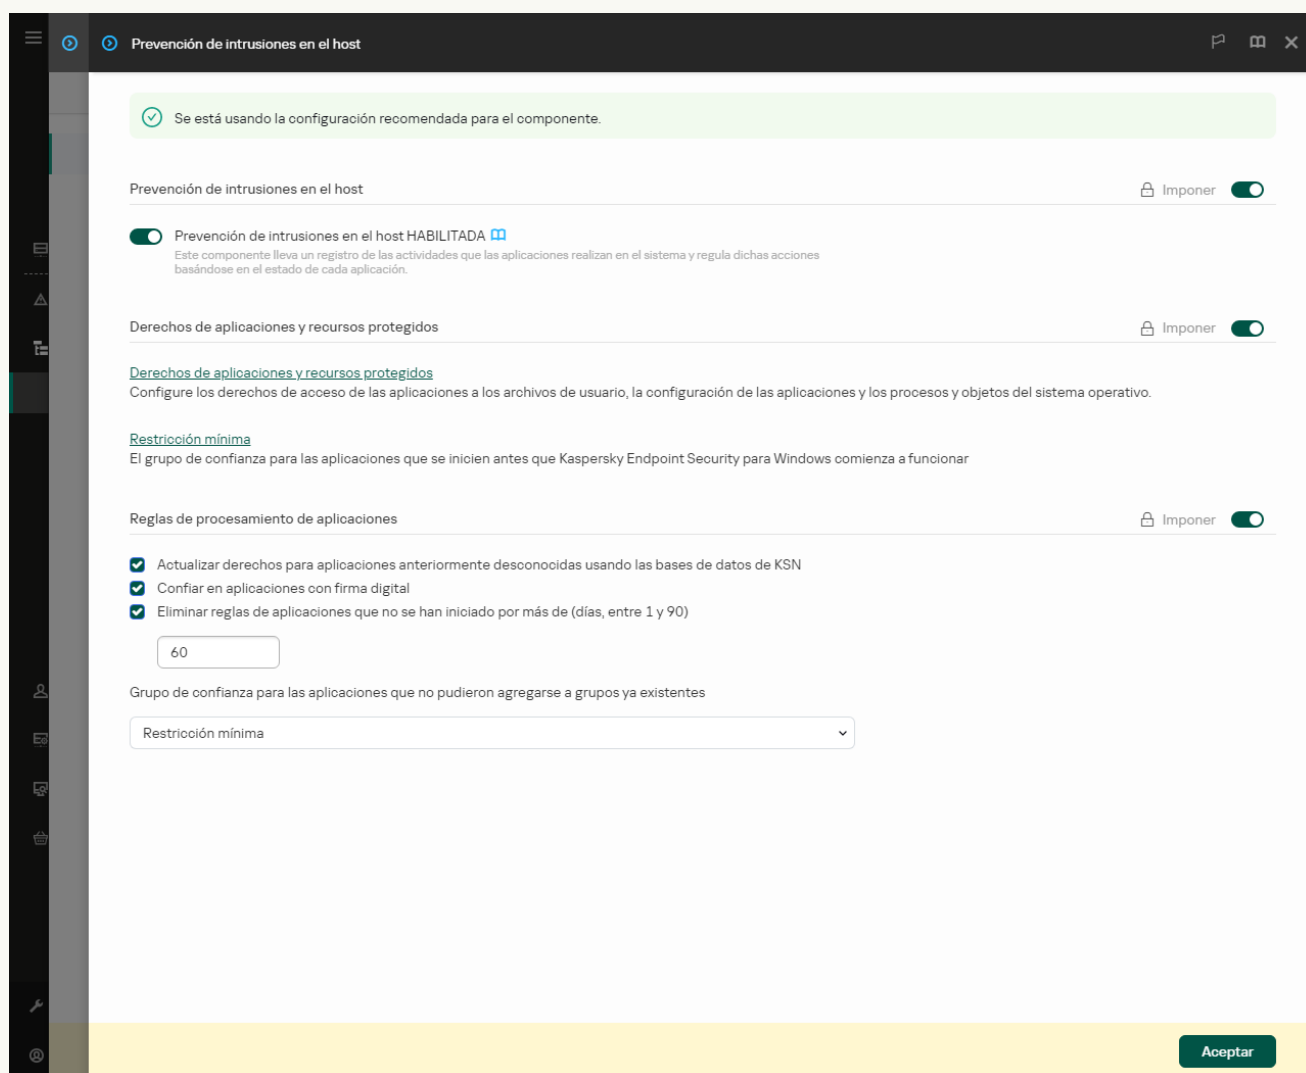 Prevención de intrusiones en el host
Se está usando la configuración recomendada para el componente.
Prevención de intrusiones en el host
Imponer
Prevención de intrusiones en el host HABILITADA
Este componente lleva un registro de las actividades que las aplicaciones realizan en el sistema y regula dichas acciones
basándose en el estado de cada aplicación.
Derechos de aplicaciones y recursos protegidos
Imponer
Derechos de aplicaciones y recursos protegidos
Configure los derechos de acceso de las aplicaciones a los archivos de usuario, la configuración de las aplicaciones y los procesos y objetos del sistema operativo.
Restricción mínima
El grupo de confianza para las aplicaciones que se inicien antes que Kaspersky Endpoint Security para Windows comienza a funcionar
Reglas de procesamiento de aplicaciones
Imponer
Actualizar derechos para aplicaciones anteriormente desconocidas usando las bases de datos de KSN
Confiar en aplicaciones con firma digital
Eliminar reglas de aplicaciones que no se han iniciado por más de (días, entre 1 y 90)
60
Grupo de confianza para las aplicaciones que no pudieron agregarse a grupos ya existentes
Restricción mínima
Aceptar